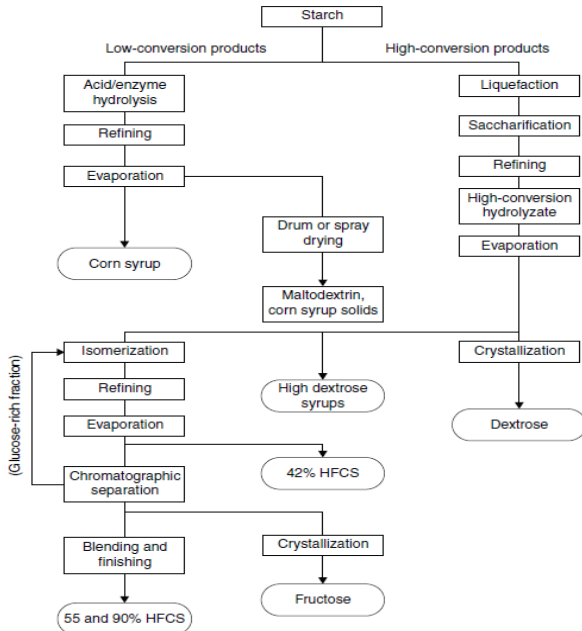 Starch
Low-conversion products
High-conversion products
Acid/enzyme
hydrolysis
Refining
Evaporation
Corn syrup
Drum or spray
drying
Maltodextrin,
corn syrup solids
Liquefaction
Saccharification
Refining
High-conversion
hydrolyzate
Evaporation
Isomerization
Refining
Evaporation
Chromatographic
separation
(Glucose-rich fraction)
High dextrose
syrups
Crystallization
Dextrose
42% HFCS
Blending and
finishing
55 and 90% HFCS
Crystallization
Fructose